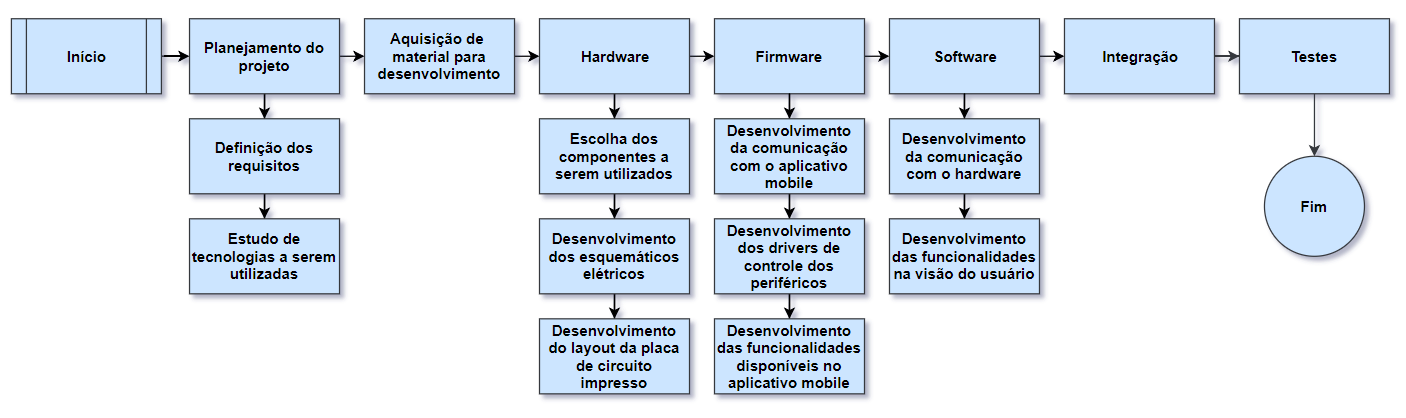 Início
Planejamento do
projeto
Aquisição de
material para
desenvolvimento
Hardware
Firmware
Software
Integração
Testes
Definição dos
requisitos
Escolha dos
componentes a
serem utilizados
Desenvolvimento
da comunicação
com o aplicativo
mobile
Desenvolvimento
da comunicação
com o hardware
Fim
Estudo de
tecnologias a serem
utilizadas
Desenvolvimento
dos esquemáticos
elétricos
Desenvolvimento
dos drivers de
controle dos
periféricos
Desenvolvimento
das funcionalidades
na visão do usuário
Desenvolvimento
do layout da placa
de circuito
impresso
Desenvolvimento
das funcionalidades
disponíveis no
aplicativo mobile